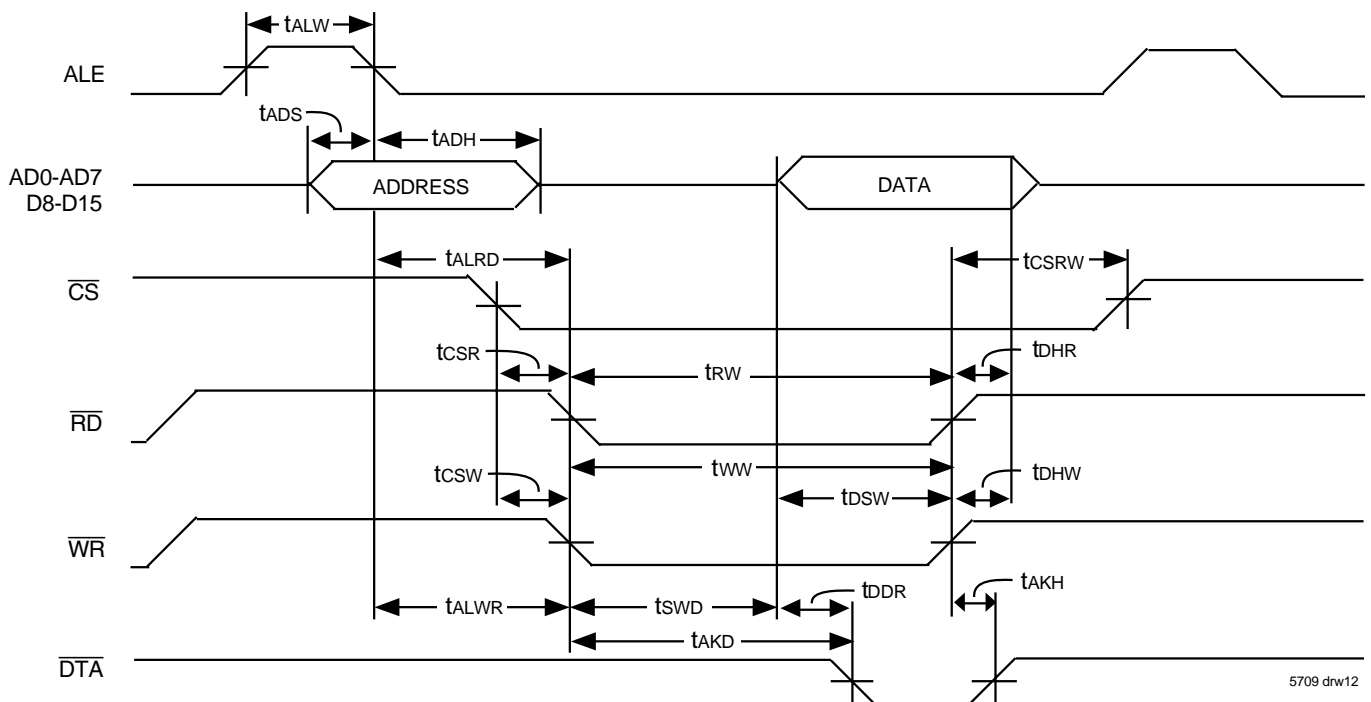 tALW
ALE
tADS
tADH
AD0-AD7
D8-D15
ADDRESS
DATA
tALRD
tCSRW
CS
tCSR
tRW
tDHR
RD
tCSW
tWW
tDHW
tDSW
WR
tALWR
tSWD
tDDR
tAKH
tAKD
DTA
5709 drw12